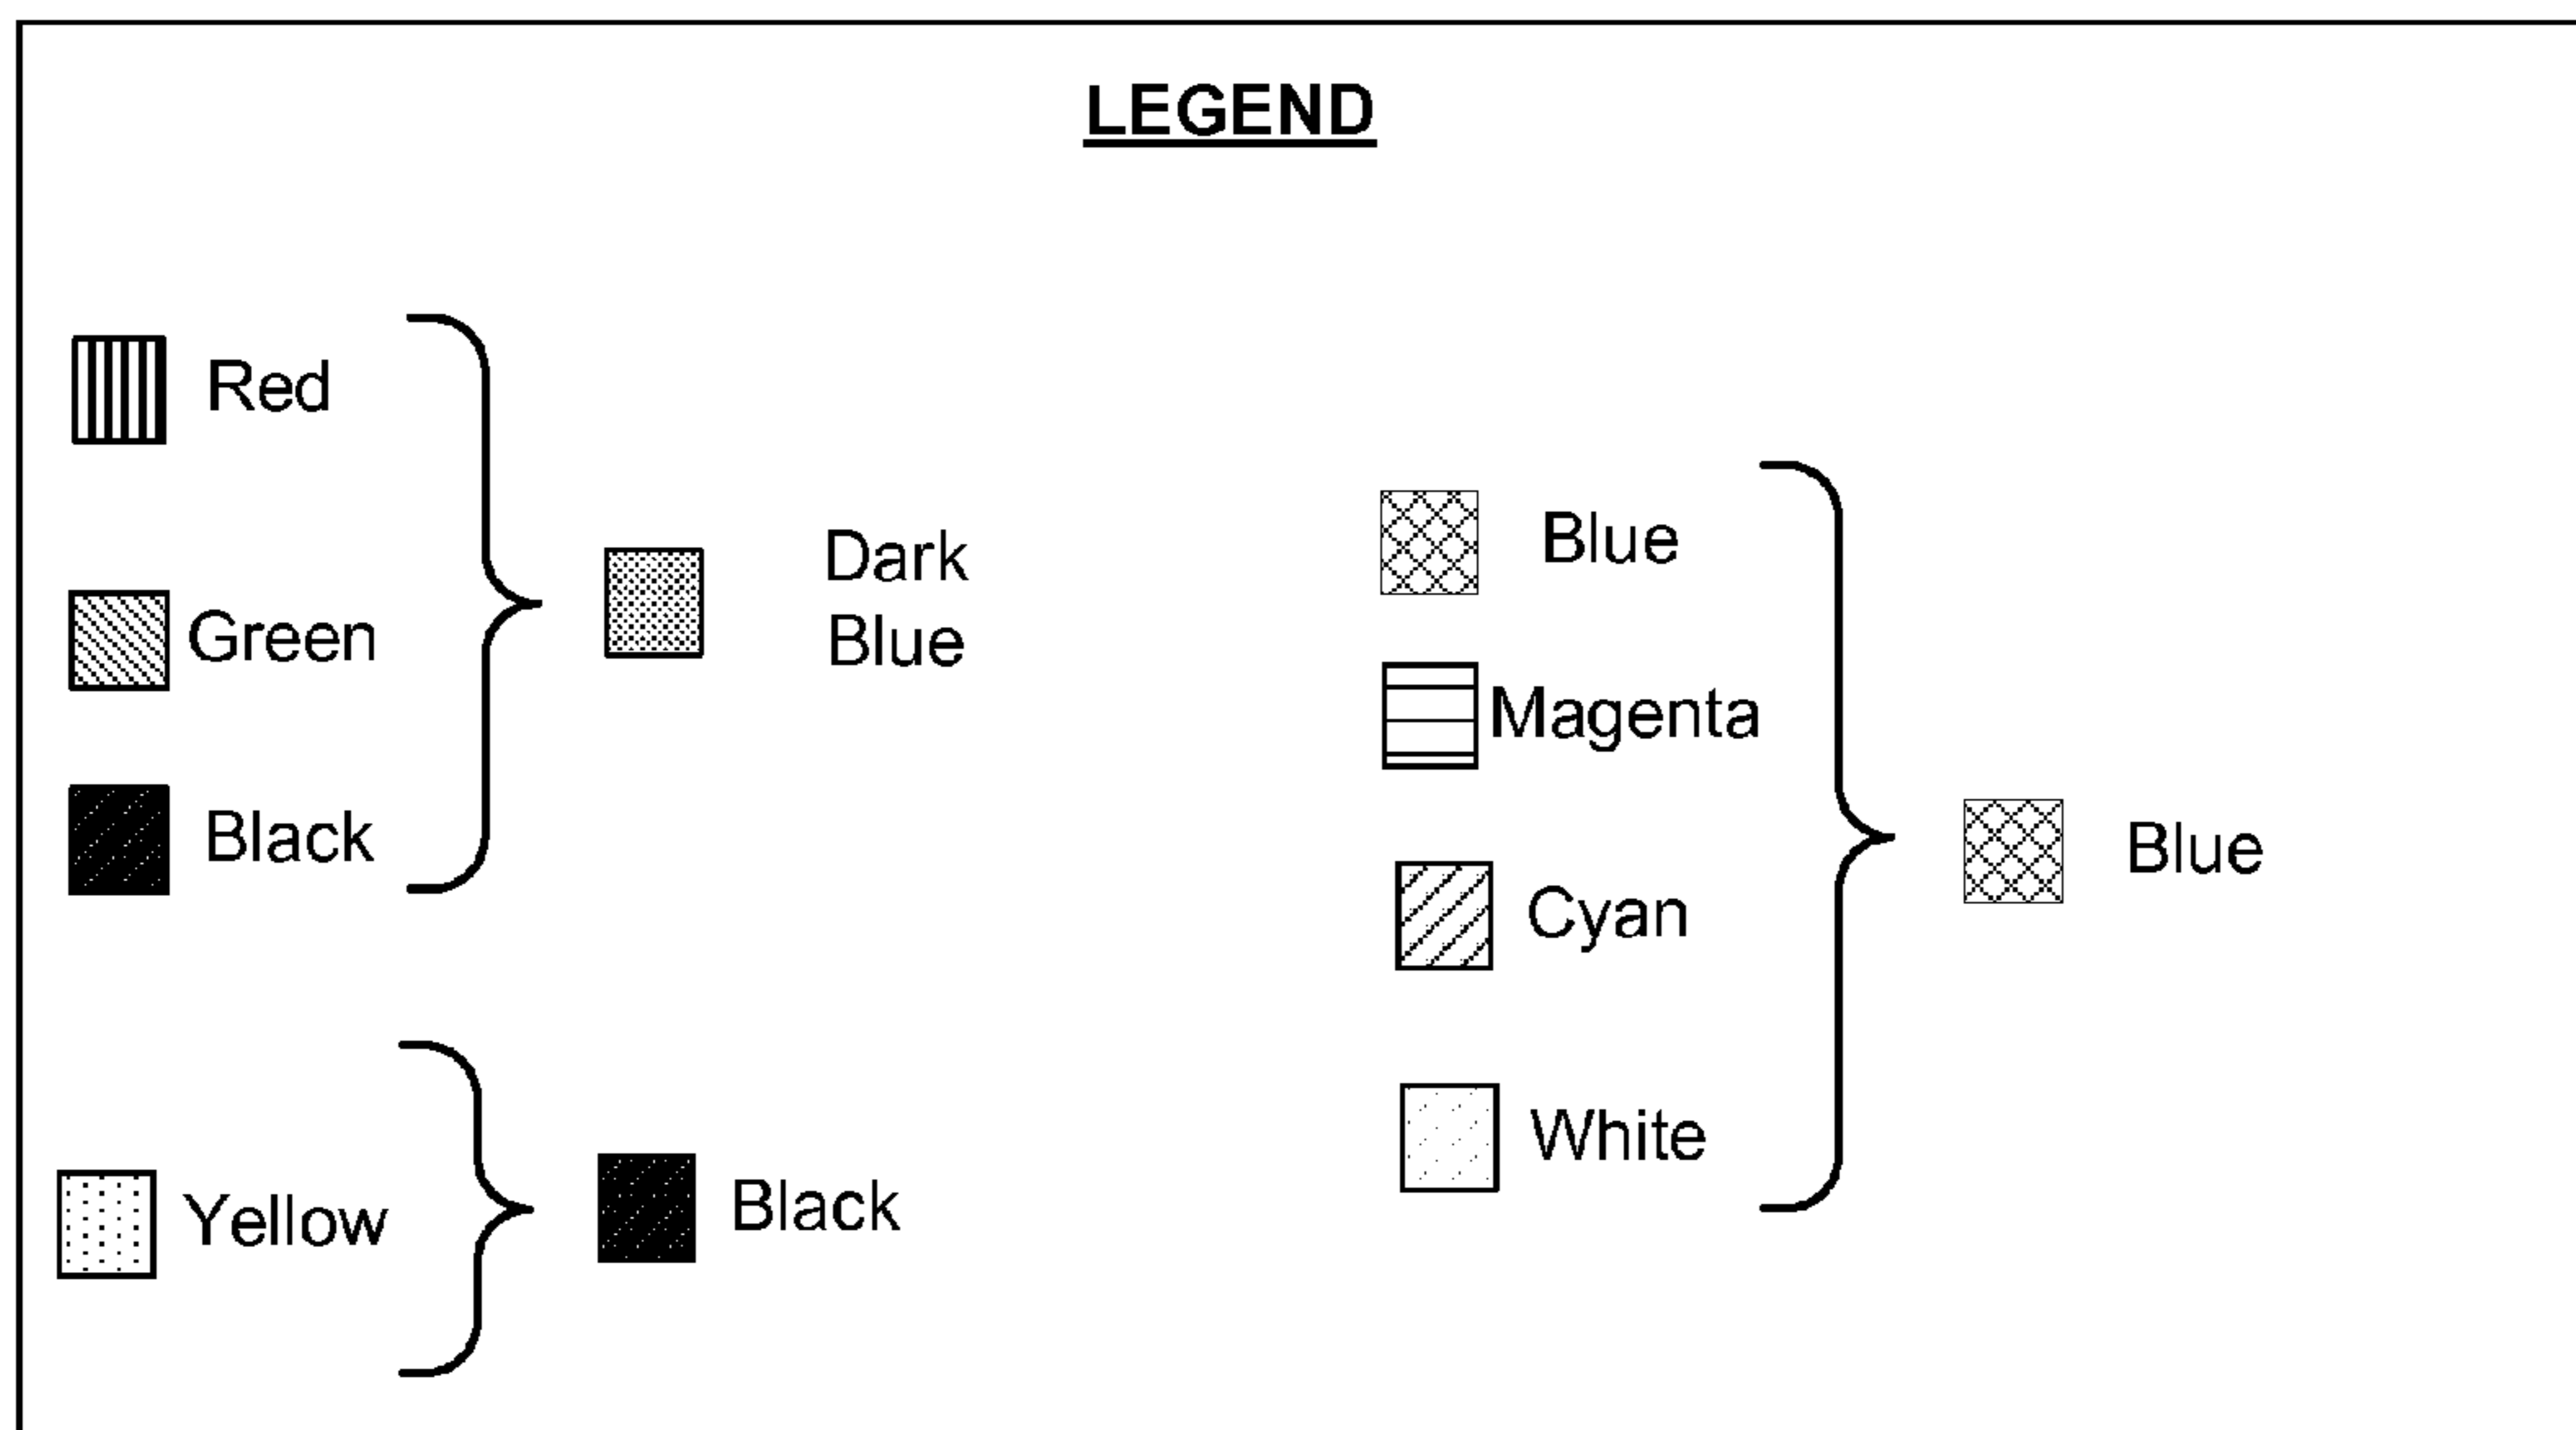 LEGEND
Red
Green
Black
Dark
Blue
Yellow
Black
Blue
Magenta
Cyan
White
Blue